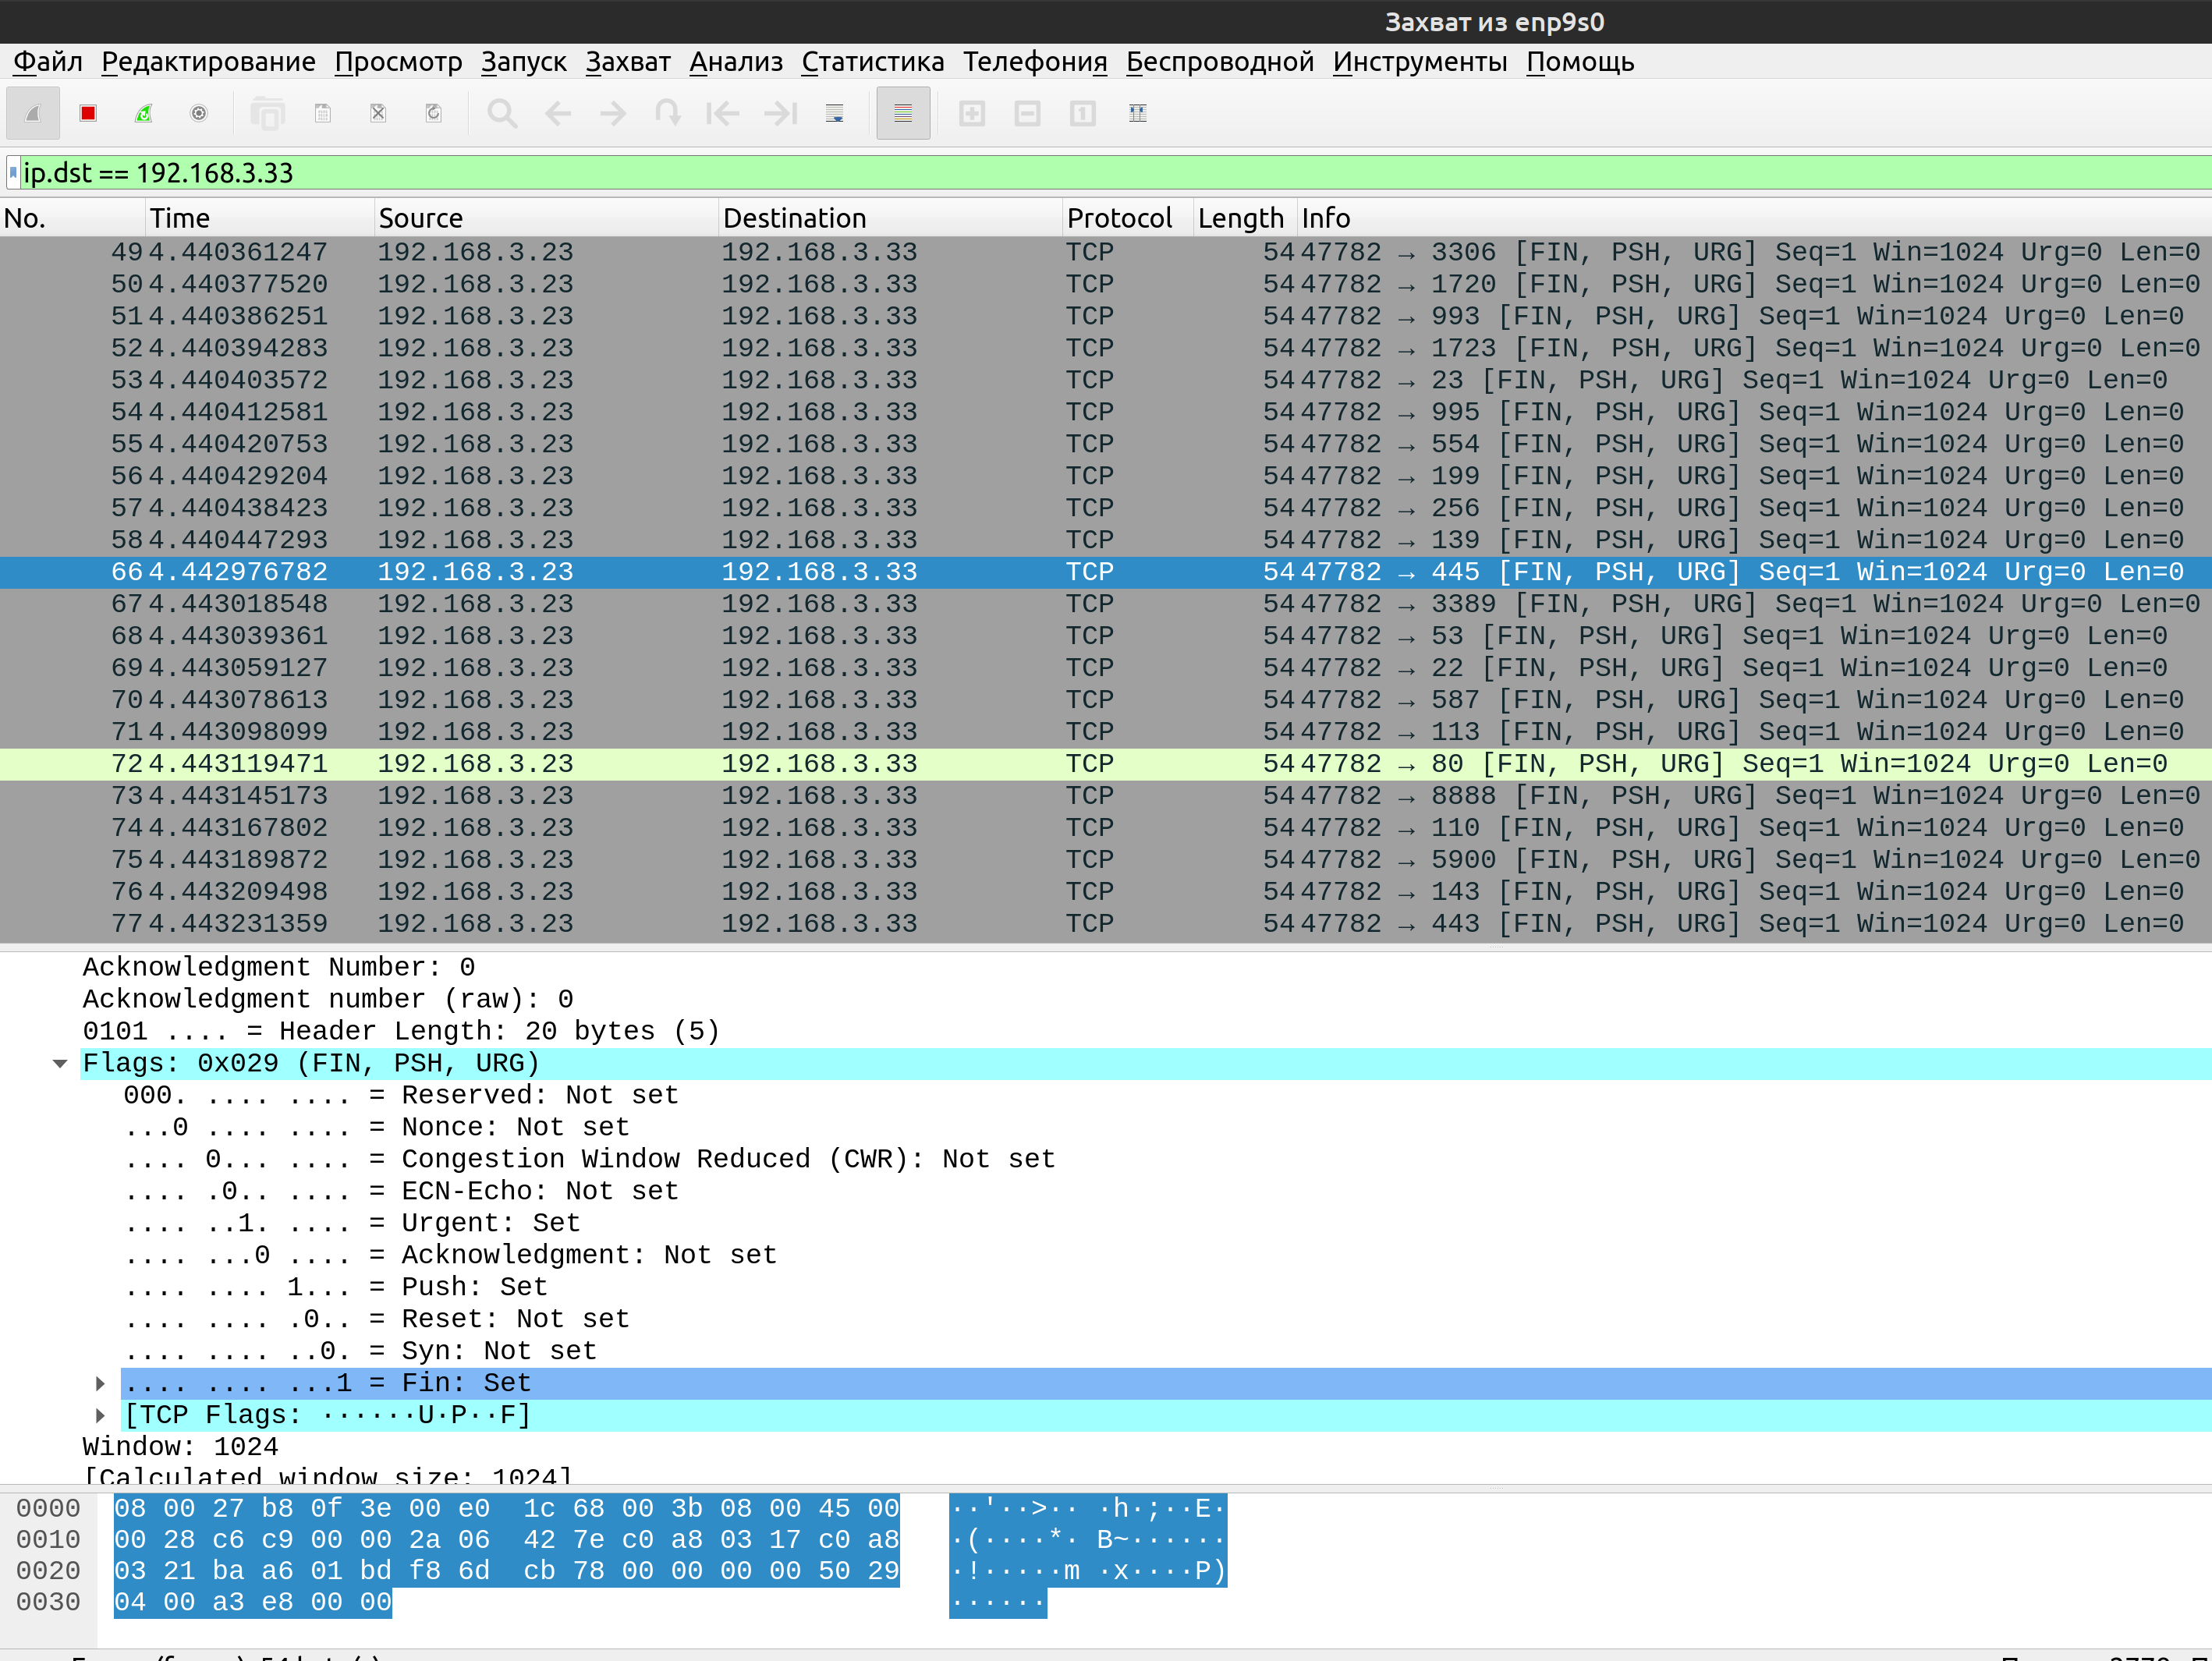 Захват из enp9s0
Файл Редактирование Просмотр Запуск Захват Анализ Статистика Телефония Беспроводной Инструменты Помощь
ip.dst == 192.168.3.33
No. Time Source Destination Protocol Length Info
49 4.440361247 192.168.3.23 192.168.3.33 TCP 54 47782 → 3306 [FIN, PSH, URG] Seq=1 Win=1024 Urg=0 Len=0
50 4.440377520 192.168.3.23 192.168.3.33 TCP 54 47782 → 1720 [FIN, PSH, URG] Seq=1 Win=1024 Urg=0 Len=0
51 4.440386251 192.168.3.23 192.168.3.33 TCP 54 47782 → 993 [FIN, PSH, URG] Seq=1 Win=1024 Urg=0 Len=0
52 4.440394283 192.168.3.23 192.168.3.33 TCP 54 47782 → 1723 [FIN, PSH, URG] Seq=1 Win=1024 Urg=0 Len=0
53 4.440403572 192.168.3.23 192.168.3.33 TCP 54 47782 → 23 [FIN, PSH, URG] Seq=1 Win=1024 Urg=0 Len=0
54 4.440412581 192.168.3.23 192.168.3.33 TCP 54 47782 → 995 [FIN, PSH, URG] Seq=1 Win=1024 Urg=0 Len=0
55 4.440420753 192.168.3.23 192.168.3.33 TCP 54 47782 → 554 [FIN, PSH, URG] Seq=1 Win=1024 Urg=0 Len=0
56 4.440429204 192.168.3.23 192.168.3.33 TCP 54 47782 → 199 [FIN, PSH, URG] Seq=1 Win=1024 Urg=0 Len=0
57 4.440438423 192.168.3.23 192.168.3.33 TCP 54 47782 → 256 [FIN, PSH, URG] Seq=1 Win=1024 Urg=0 Len=0
58 4.440447293 192.168.3.23 192.168.3.33 TCP 54 47782 → 139 [FIN, PSH, URG] Seq=1 Win=1024 Urg=0 Len=0
66 4.442976782 192.168.3.23 192.168.3.33 TCP 54 47782 → 445 [FIN, PSH, URG] Seq=1 Win=1024 Urg=0 Len=0
67 4.443018548 192.168.3.23 192.168.3.33 TCP 54 47782 → 3389 [FIN, PSH, URG] Seq=1 Win=1024 Urg=0 Len=0
68 4.443039361 192.168.3.23 192.168.3.33 TCP 54 47782 → 53 [FIN, PSH, URG] Seq=1 Win=1024 Urg=0 Len=0
69 4.443059127 192.168.3.23 192.168.3.33 TCP 54 47782 → 22 [FIN, PSH, URG] Seq=1 Win=1024 Urg=0 Len=0
70 4.443078613 192.168.3.23 192.168.3.33 TCP 54 47782 → 587 [FIN, PSH, URG] Seq=1 Win=1024 Urg=0 Len=0
71 4.443098099 192.168.3.23 192.168.3.33 TCP 54 47782 → 113 [FIN, PSH, URG] Seq=1 Win=1024 Urg=0 Len=0
72 4.443119471 192.168.3.23 192.168.3.33 TCP 54 47782 → 80 [FIN, PSH, URG] Seq=1 Win=1024 Urg=0 Len=0
73 4.443145173 192.168.3.23 192.168.3.33 TCP 54 47782 → 8888 [FIN, PSH, URG] Seq=1 Win=1024 Urg=0 Len=0
74 4.443167802 192.168.3.23 192.168.3.33 TCP 54 47782 → 110 [FIN, PSH, URG] Seq=1 Win=1024 Urg=0 Len=0
75 4.443189872 192.168.3.23 192.168.3.33 TCP 54 47782 → 5900 [FIN, PSH, URG] Seq=1 Win=1024 Urg=0 Len=0
76 4.443209498 192.168.3.23 192.168.3.33 TCP 54 47782 → 143 [FIN, PSH, URG] Seq=1 Win=1024 Urg=0 Len=0
77 4.443231359 192.168.3.23 192.168.3.33 TCP 54 47782 → 443 [FIN, PSH, URG] Seq=1 Win=1024 Urg=0 Len=0
Acknowledgment Number: 0
Acknowledgment number (raw): 0
0101 .... = Header Length: 20 bytes (5)
Flags: 0x029 (FIN, PSH, URG)
000. .... .... = Reserved: Not set
...0 .... .... = Nonce: Not set
.... 0... .... = Congestion Window Reduced (CWR): Not set
.... .0.. .... = ECN-Echo: Not set
.... ..1. .... = Urgent: Set
.... ...0 .... = Acknowledgment: Not set
.... .... 1... = Push: Set
.... .... .0.. = Reset: Not set
.... .... ..0. = Syn: Not set
.... .... ...1 = Fin: Set
[TCP Flags: ······U·P··F]
Window: 1024
[Calculated window size: 1024]
0000 08 00 27 b8 0f 3e 00 e0 1c 68 00 3b 08 00 45 00 ··'··>·· ·h·;··E·
0010 00 28 c6 c9 00 00 2a 06 42 7e c0 a8 03 17 c0 a8 ·(····*· B~······
0020 03 21 ba a6 01 bd f8 6d cb 78 00 00 00 00 50 29 ·!·····m ·x····P)
0030 04 00 a3 e8 00 00 ······